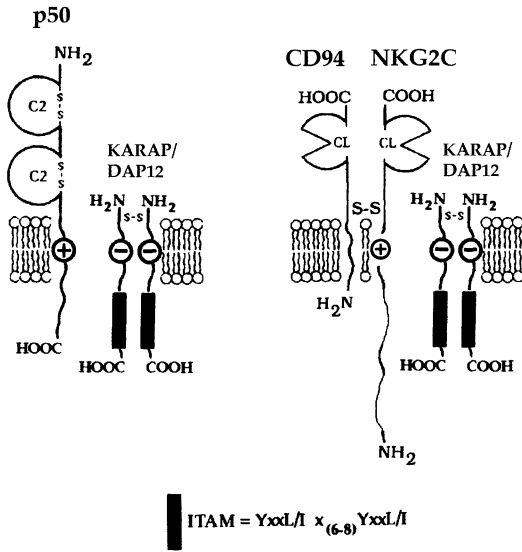 p50
NH2
C2
S
S
C2
S
S
KARAP/
DAP12
H2N
NH2
S-S
+
−
−
HOOC
HOOC
COOH
CD94
NKG2C
HOOC
COOH
CL
CL
S-S
KARAP/
DAP12
H2N
NH2
S-S
+
−
−
H2N
HOOC
COOH
NH2
ITAM = YxxL/I x(6-8)YxxL/I